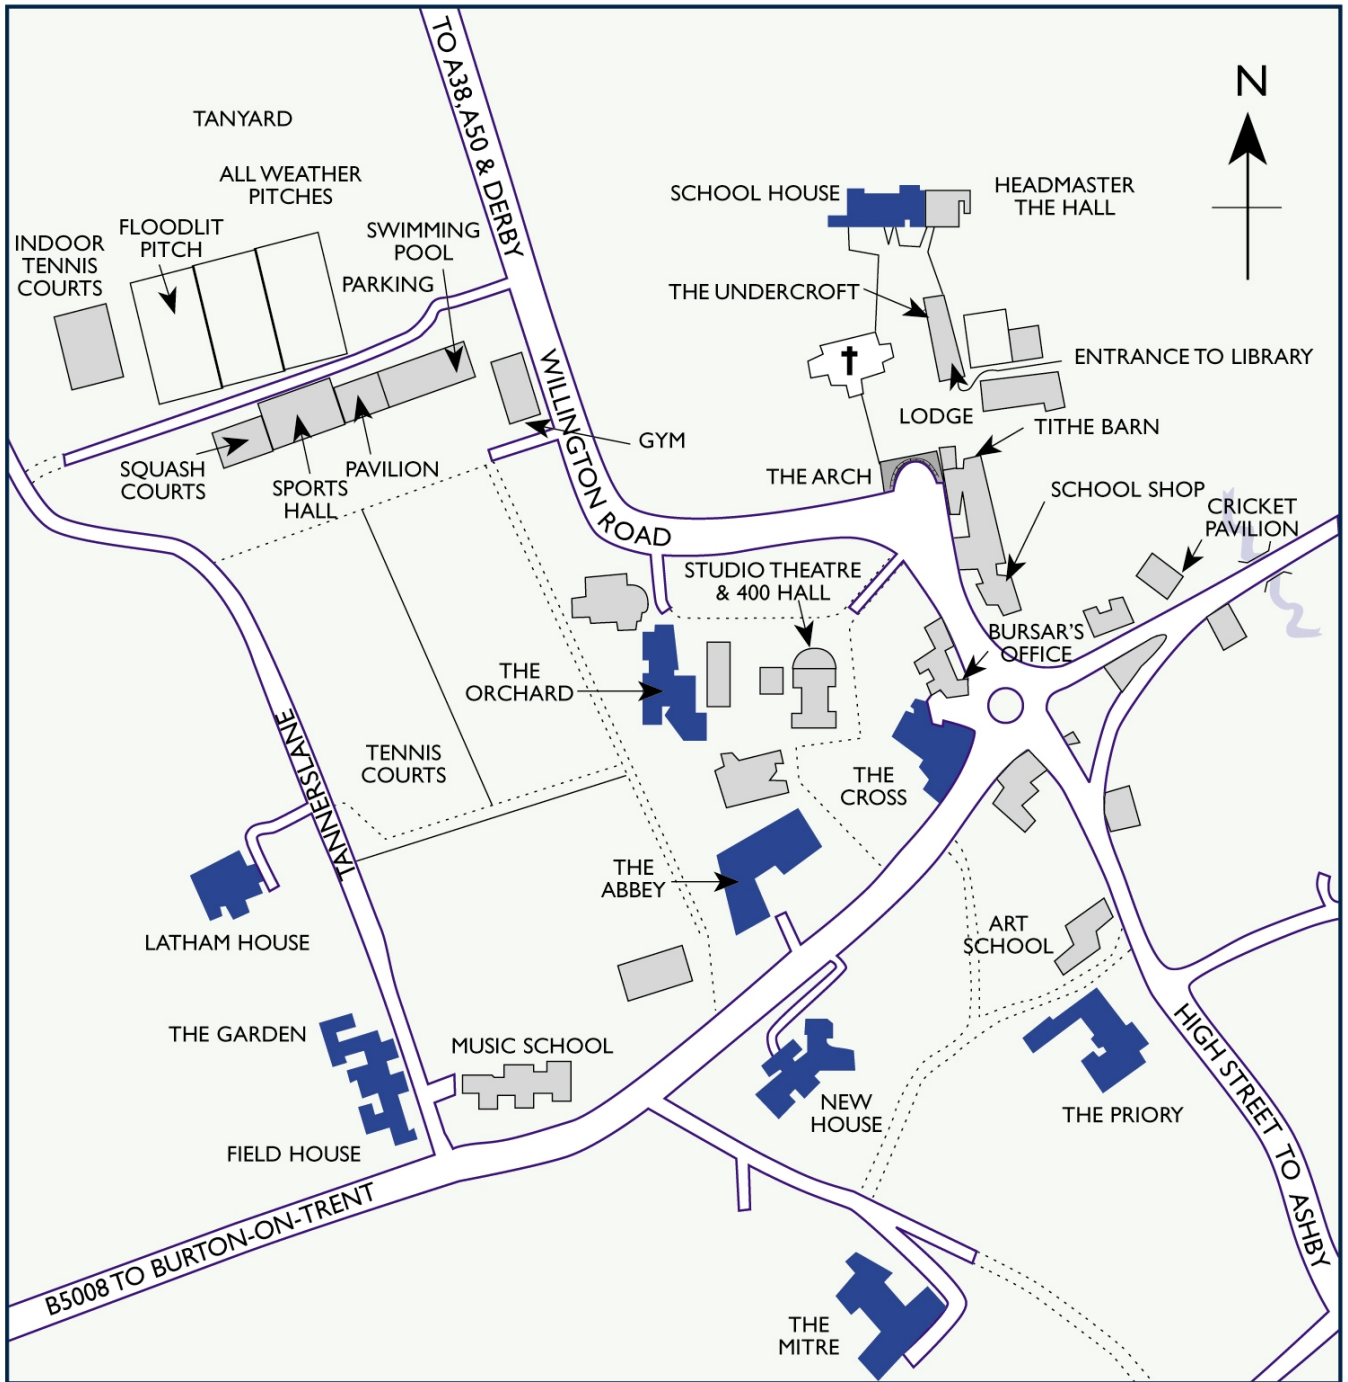 TO A38, A50 & DERBY
N
TANYARD
ALL WEATHER
PITCHES
SCHOOL HOUSE
HEADMASTER
THE HALL
FLOODLIT
PITCH
SWIMMING
POOL
INDOOR
TENNIS
COURTS
PARKING
THE UNDERCROFT
ENTRANCE TO LIBRARY
WILLINGTON ROAD
LODGE
TITHE BARN
GYM
SQUASH
COURTS
PAVILION
SPORTS
HALL
THE ARCH
SCHOOL SHOP
CRICKET
PAVILION
STUDIO THEATRE
& 400 HALL
BURSAR'S
OFFICE
THE
ORCHARD
TANNERSLANE
TENNIS
COURTS
THE
CROSS
THE
ABBEY
LATHAM HOUSE
ART
SCHOOL
THE GARDEN
MUSIC SCHOOL
NEW
HOUSE
THE PRIORY
HIGH STREET TO ASHBY
FIELD HOUSE
B5008 TO BURTON-ON-TRENT
THE
MITRE